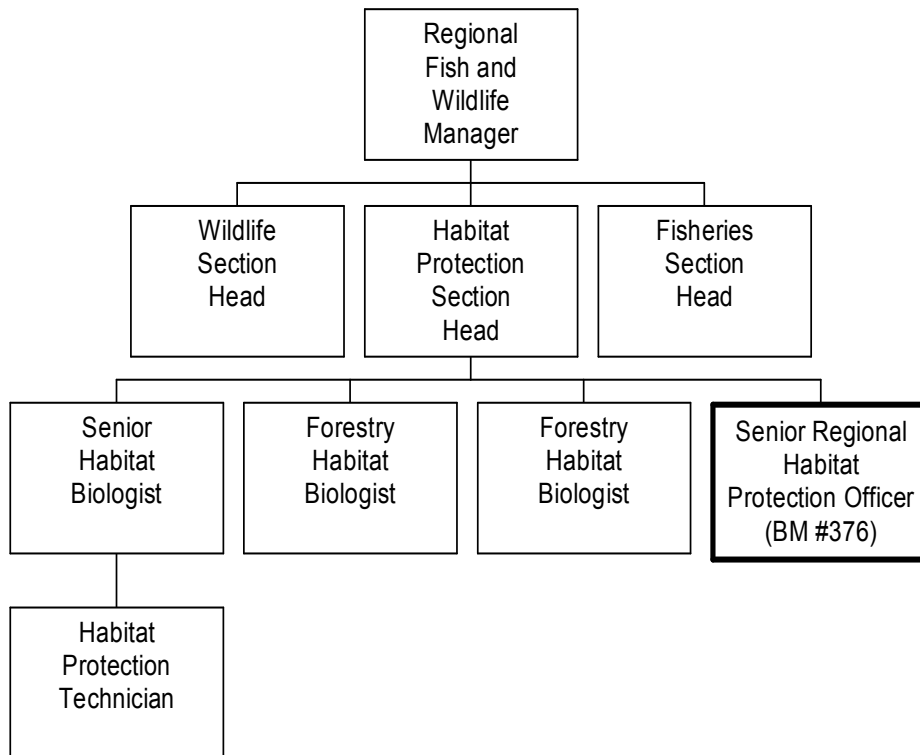 Regional
Fish and
Wildlife
Manager
Wildlife
Section
Head
Habitat
Protection
Section
Head
Fisheries
Section
Head
Senior
Habitat
Biologist
Forestry
Habitat
Biologist
Forestry
Habitat
Biologist
Senior Regional
Habitat
Protection Officer
(BM #376)
Habitat
Protection
Technician